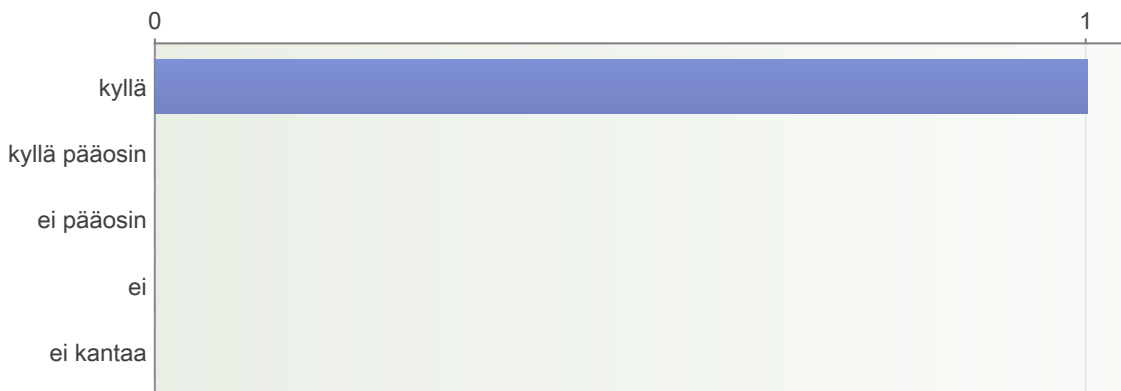 0 1
kyllä
kyllä pääosin
ei pääosin
ei
ei kantaa